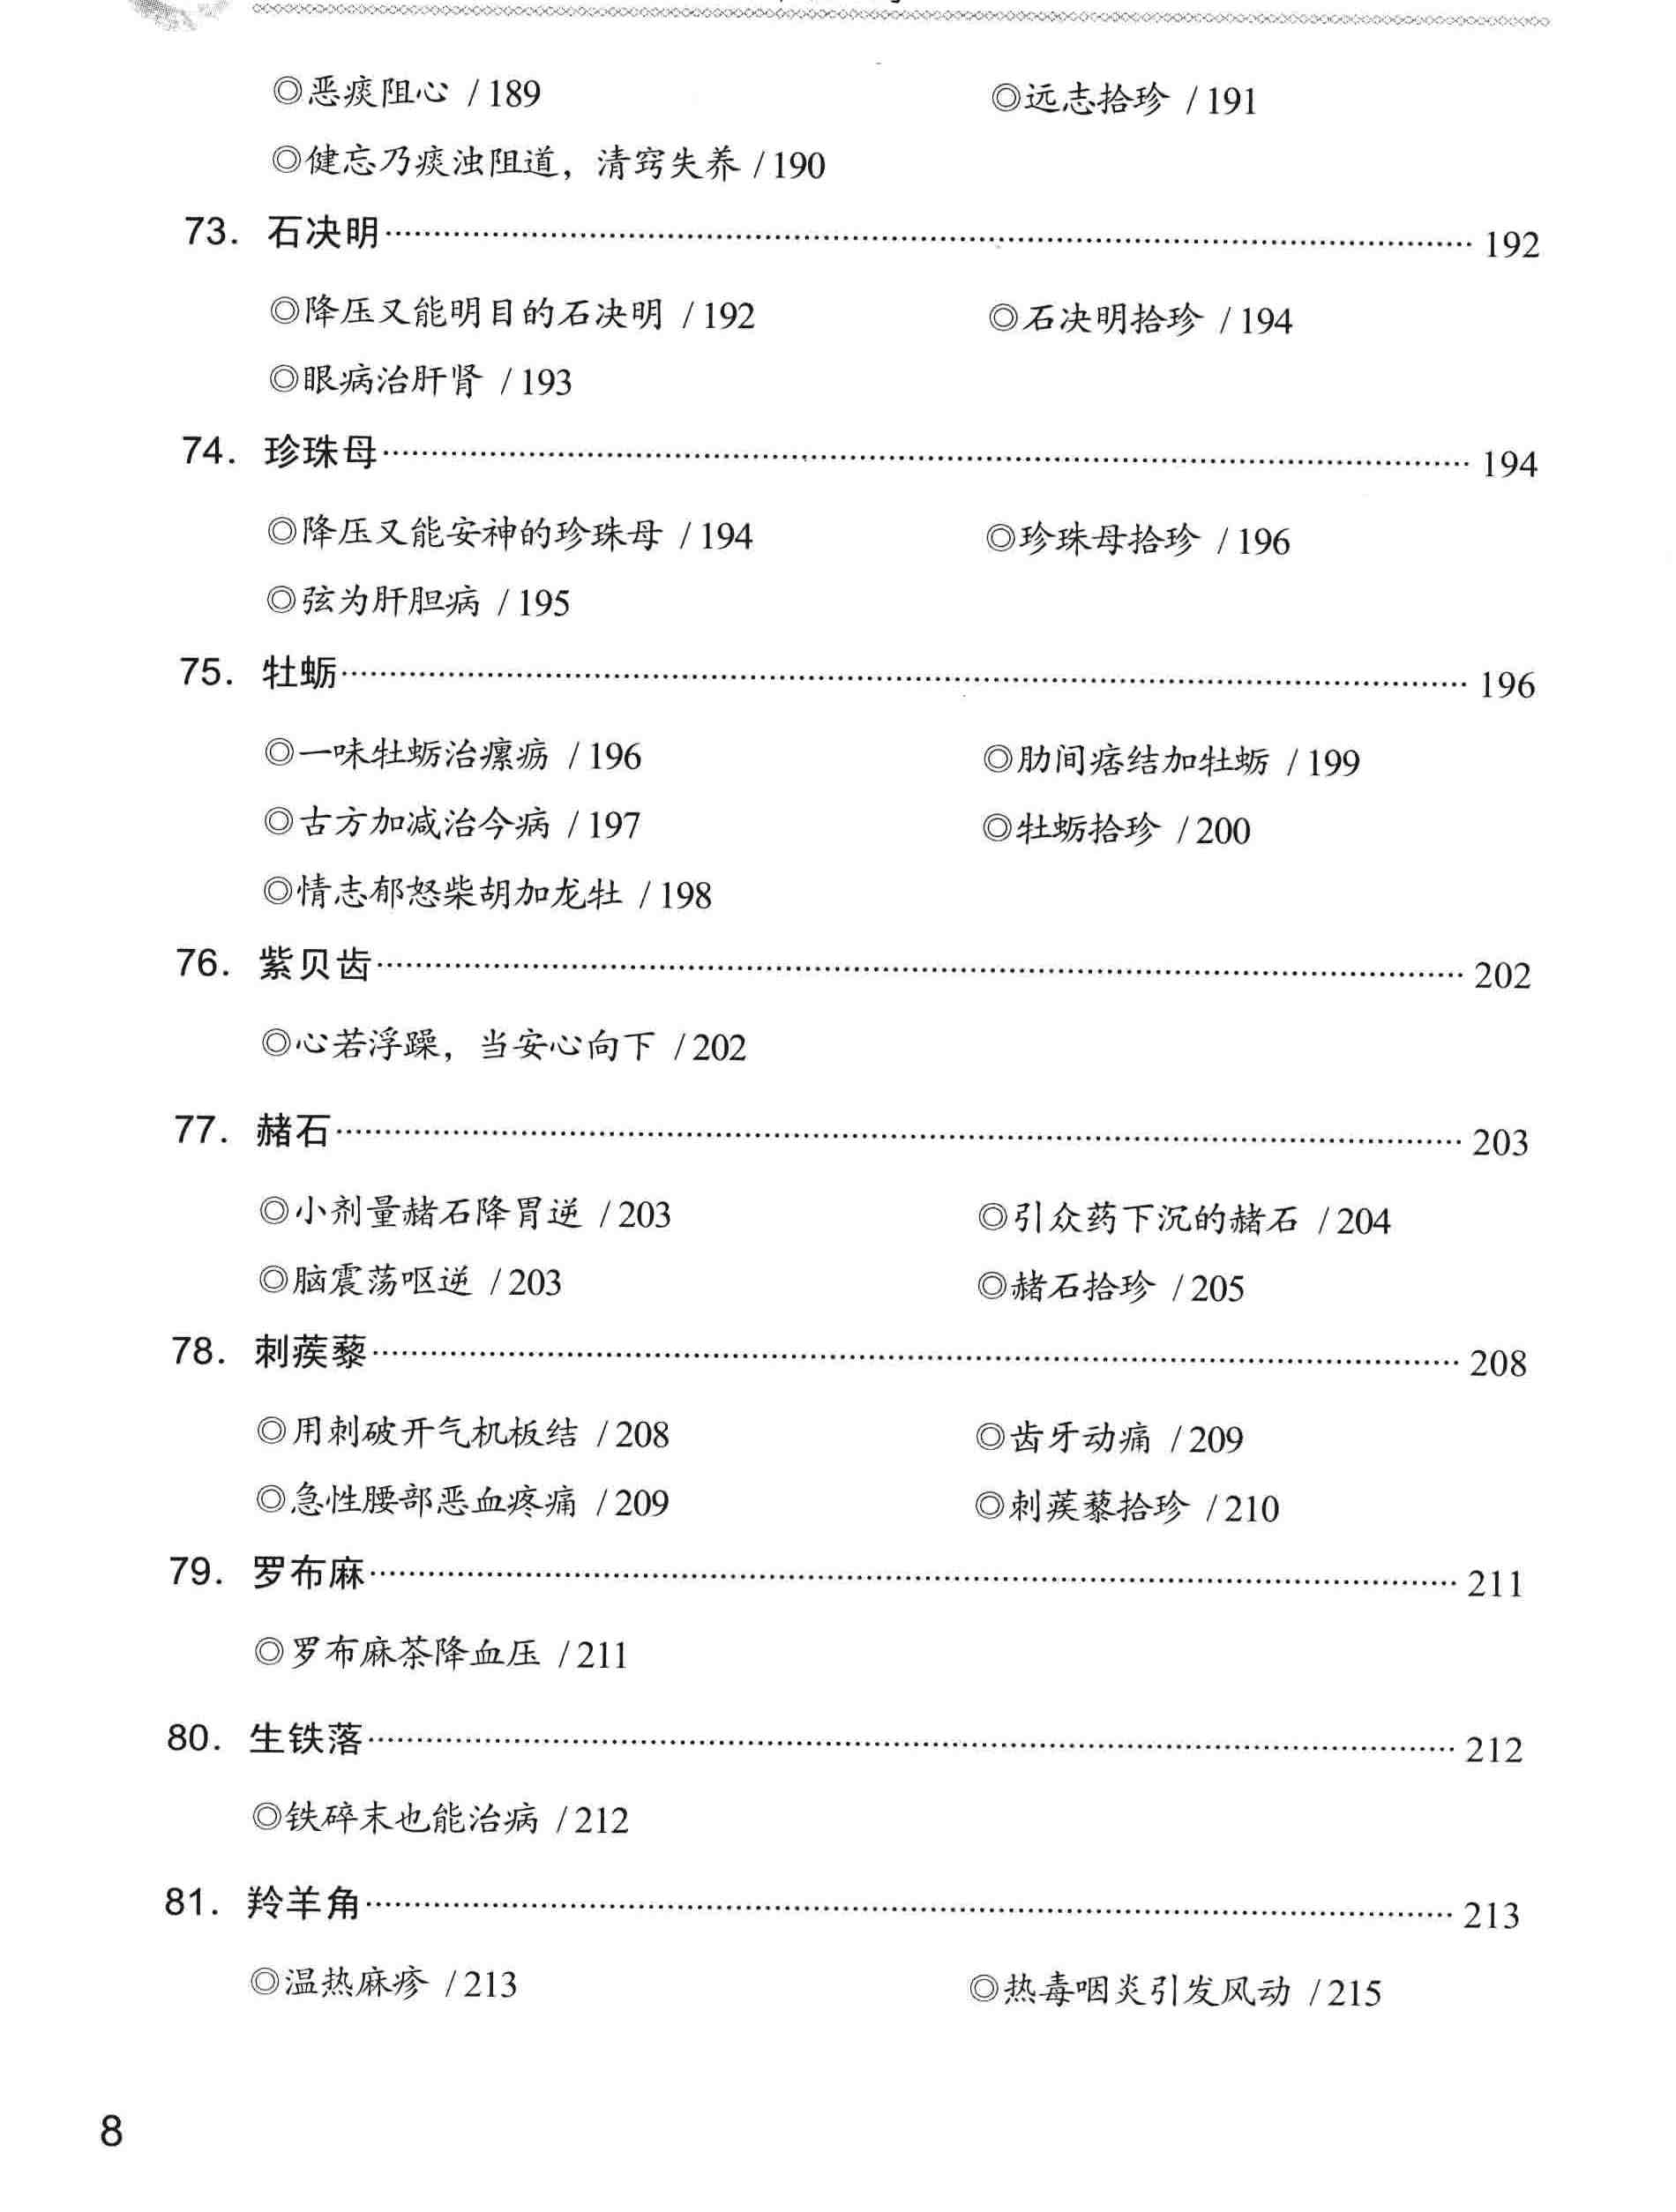 ◎恶痰阻心 / 189 ◎远志拾珍 / 191
◎健忘乃痰浊阻道，清窍失养 / 190
73. 石决明 192
◎降压又能明目的石决明 / 192 ◎石决明拾珍 / 194
◎眼病治肝肾 / 193
74. 珍珠母 194
◎降压又能安神的珍珠母 / 194 ◎珍珠母拾珍 / 196
◎弦为肝胆病 / 195
75. 牡蛎 196
◎一味牡蛎治瘰疬 / 196 ◎肋间痞结加牡蛎 / 199
◎古方加减治今病 / 197 ◎牡蛎拾珍 / 200
◎情志郁怒柴胡加龙牡 / 198
76. 紫贝齿 202
◎心若浮躁，当安心向下 / 202
77. 赭石 203
◎小剂量赭石降胃逆 / 203 ◎引众药下沉的赭石 / 204
◎脑震荡呕逆 / 203 ◎赭石拾珍 / 205
78. 刺蒺藜 208
◎用刺破开气机板结 / 208 ◎齿牙动痛 / 209
◎急性腰部恶血疼痛 / 209 ◎刺蒺藜拾珍 / 210
79. 罗布麻 211
◎罗布麻茶降血压 / 211
80. 生铁落 212
◎铁碎末也能治病 / 212
81. 羚羊角 213
◎温热麻疹 / 213 ◎热毒咽炎引发风动 / 215
8